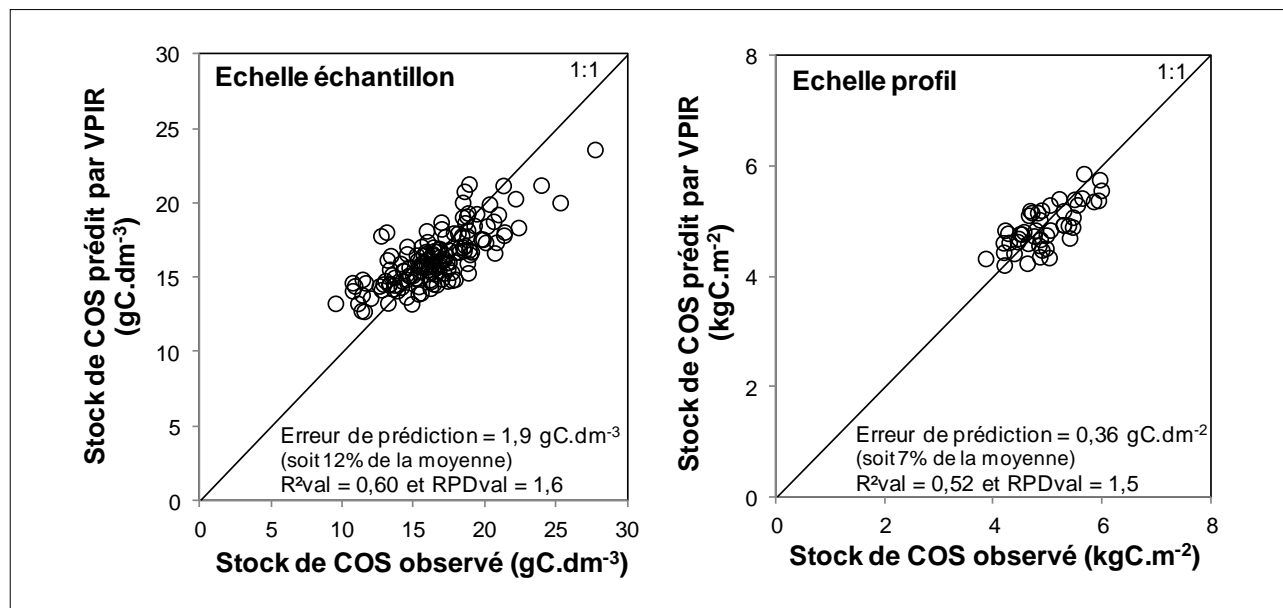 Echelle échantillon
1:1
Stock de COS prédit par VPIR
(gC.dm-3)
30
25
20
15
10
5
0
Erreur de prédiction = 1,9 gC.dm-3
(soit 12% de la moyenne)
R²val = 0,60 et RPDval = 1,6
0 5 10 15 20 25 30
Stock de COS observé (gC.dm-3)
Echelle profil
1:1
Stock de COS prédit par VPIR
(kgC.m-2)
8
6
4
2
0
Erreur de prédiction = 0,36 gC.dm-2
(soit 7% de la moyenne)
R²val = 0,52 et RPDval = 1,5
0 2 4 6 8
Stock de COS observé (kgC.m-2)